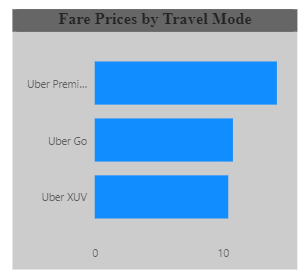 Fare Prices by Travel Mode
Uber Premi...
Uber Go
Uber XUV
0 10